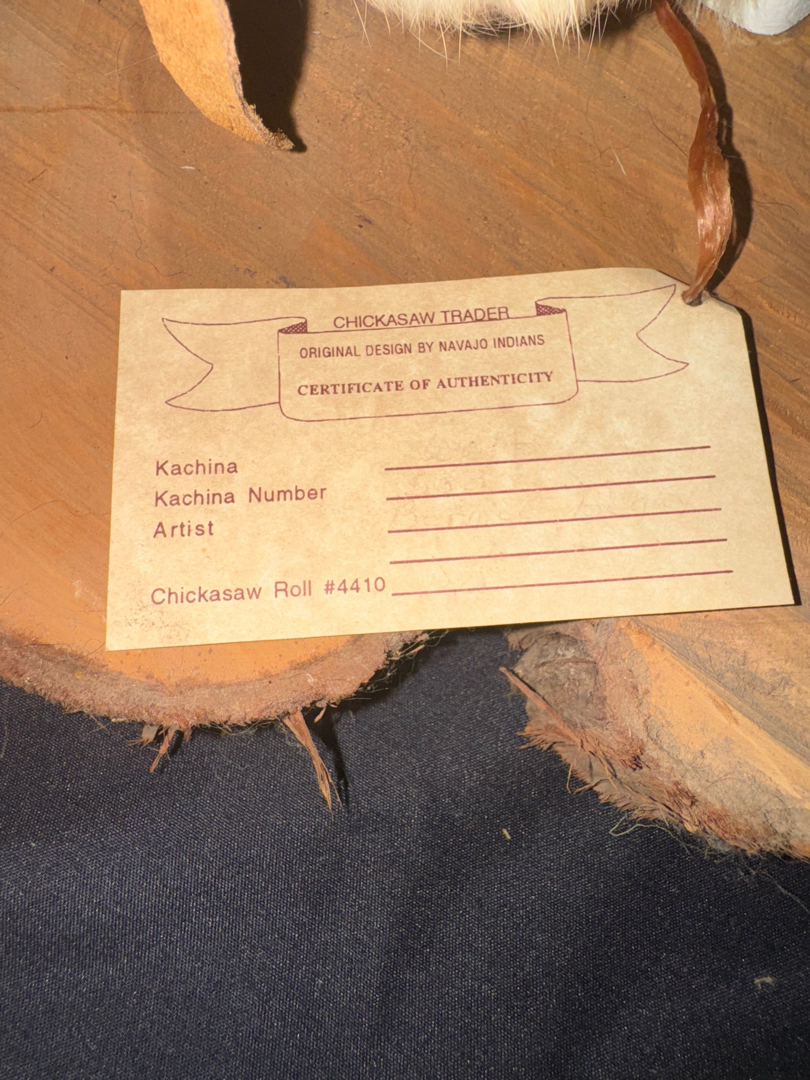 CHICKASAW TRADER
ORIGINAL DESIGN BY NAVAJO INDIANS
CERTIFICATE OF AUTHENTICITY
Kachina
Kachina Number
Artist
Chickasaw Roll #4410